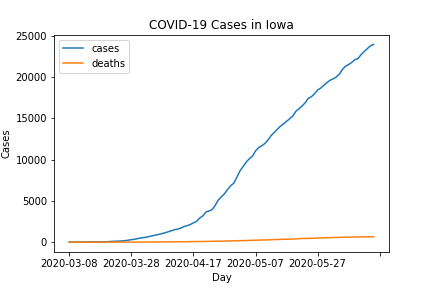 COVID-19 Cases in Iowa
25000
20000
15000
10000
5000
0
cases
deaths
Cases
2020-03-08 2020-03-28 2020-04-17 2020-05-07 2020-05-27
Day